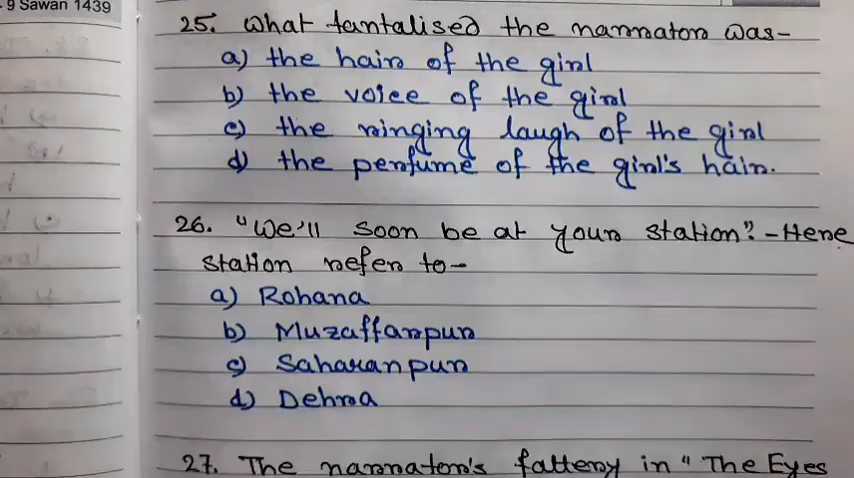 9 Sawan 1439
25. What tantalised the narrator was-
a) the hair of the girl
b) the voice of the girl
c) the ringing laugh of the girl
d) the perfume of the girl's hair.
26. "We'll soon be at your station" - Here
station refer to-
a) Rohana
b) Muzaffarpur
c) Saharanpur
d) Dehra
27. The narrator's fattery in "The Eyes